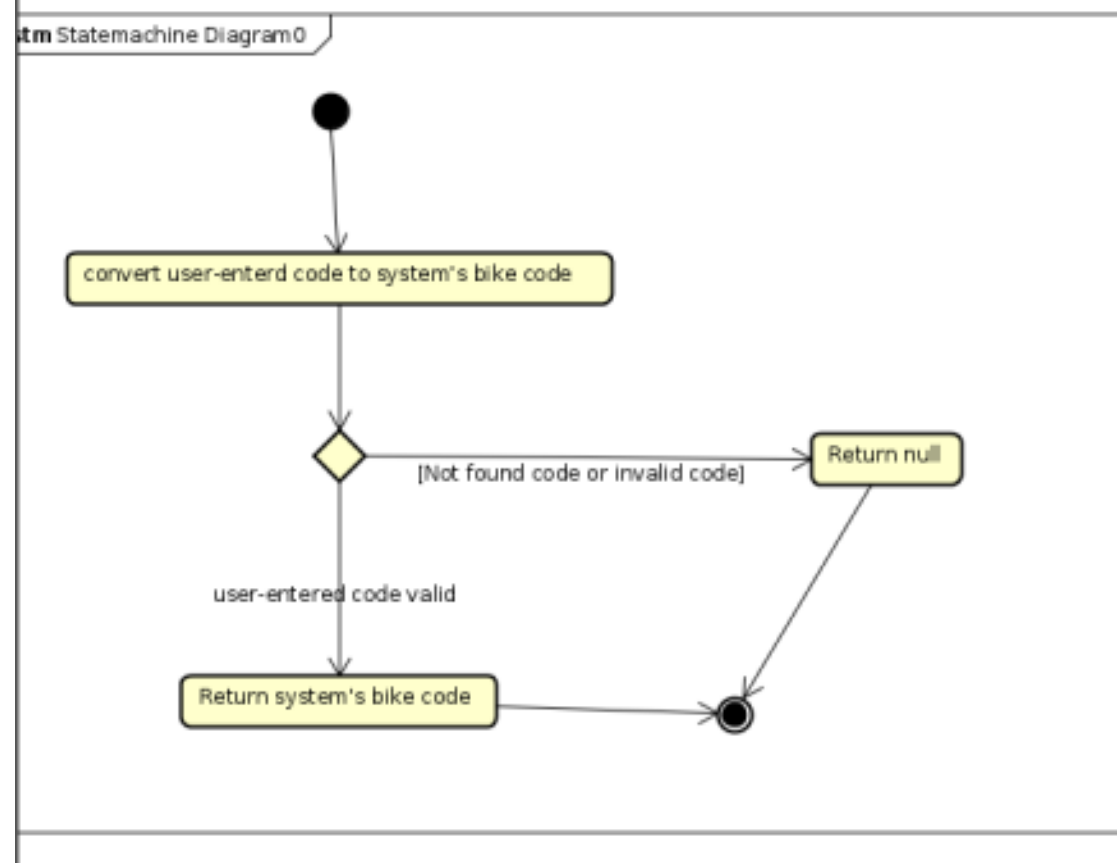 stm Statemachine Diagram0
convert user-enterd code to system's bike code
[Not found code or invalid code]
Return null
user-entered code valid
Return system's bike code